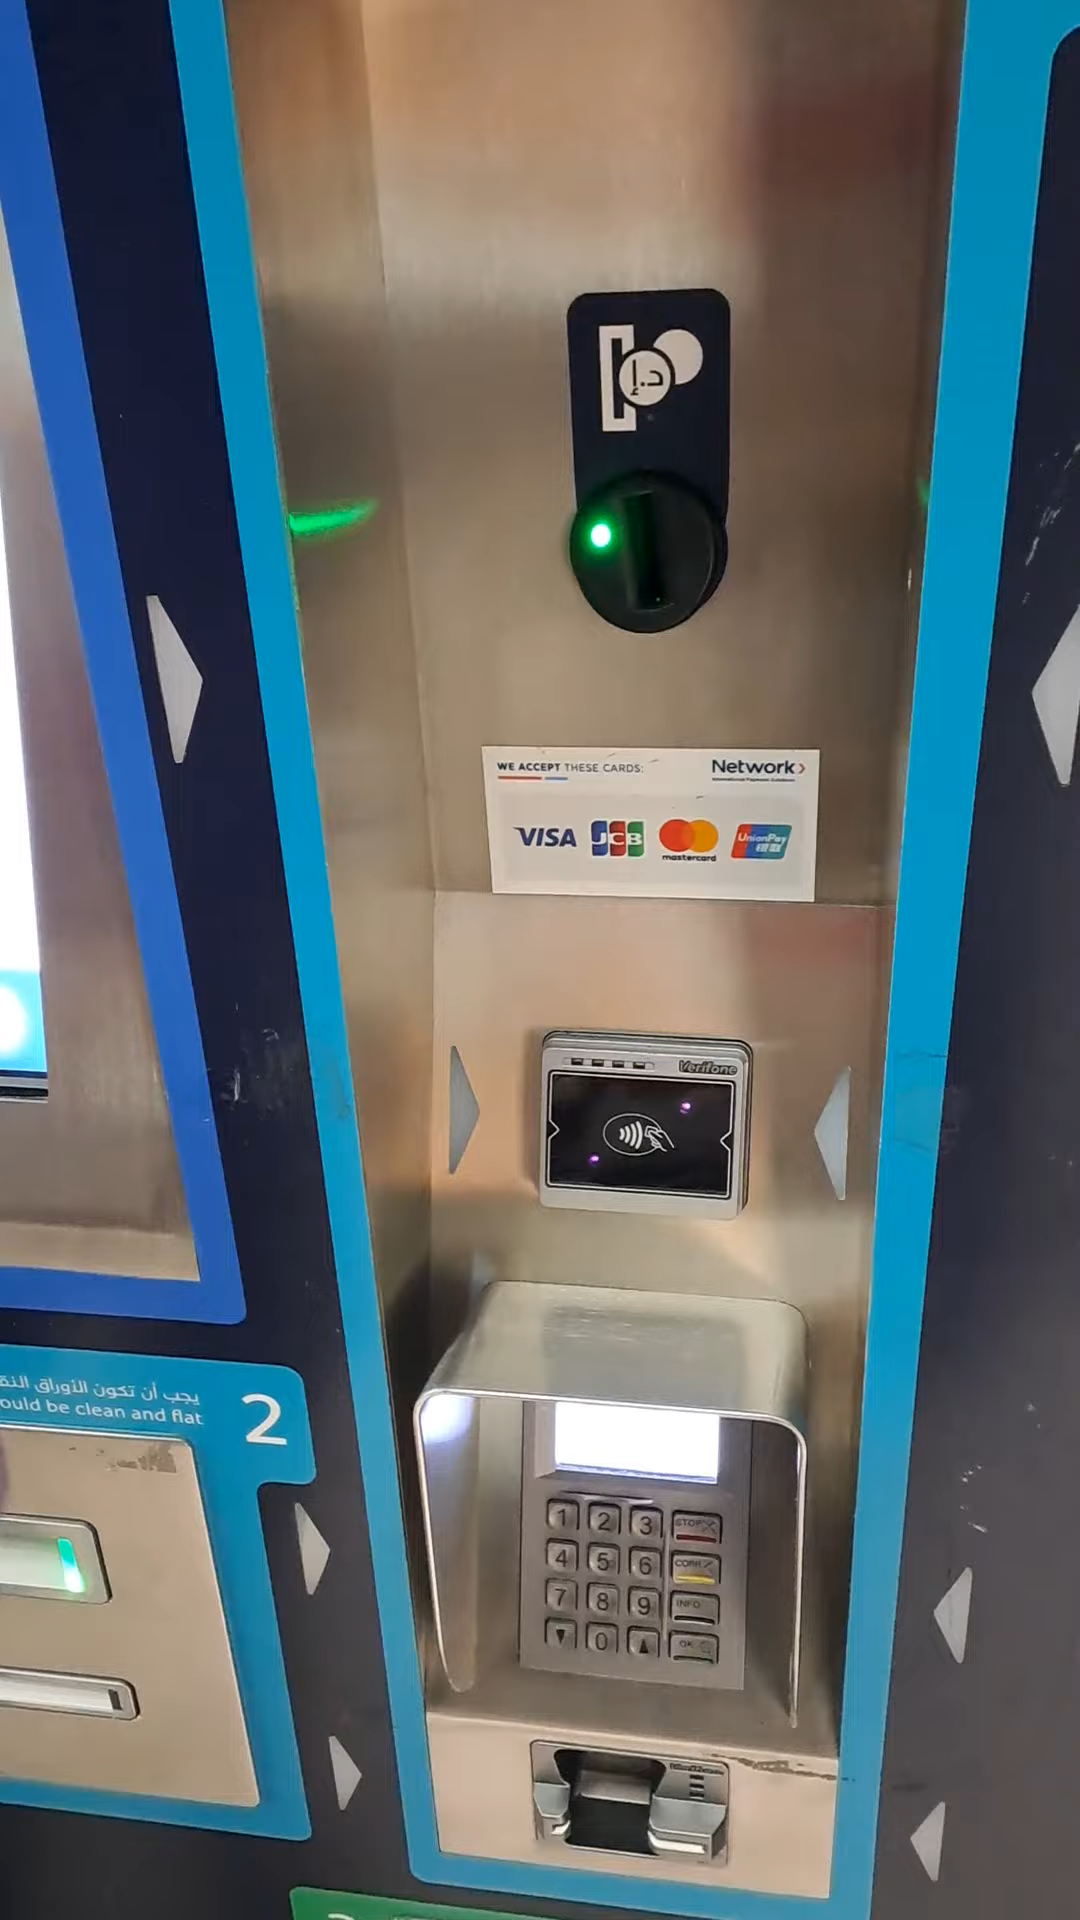 د.إ
WE ACCEPT THESE CARDS:
Network
VISA
JCB
mastercard
UnionPay
银联
Verifone
يجب أن تكون الأوراق
ould be clean and flat
2
1 2 3 STOP
4 5 6 CORR
7 8 9 INFO
0 OK